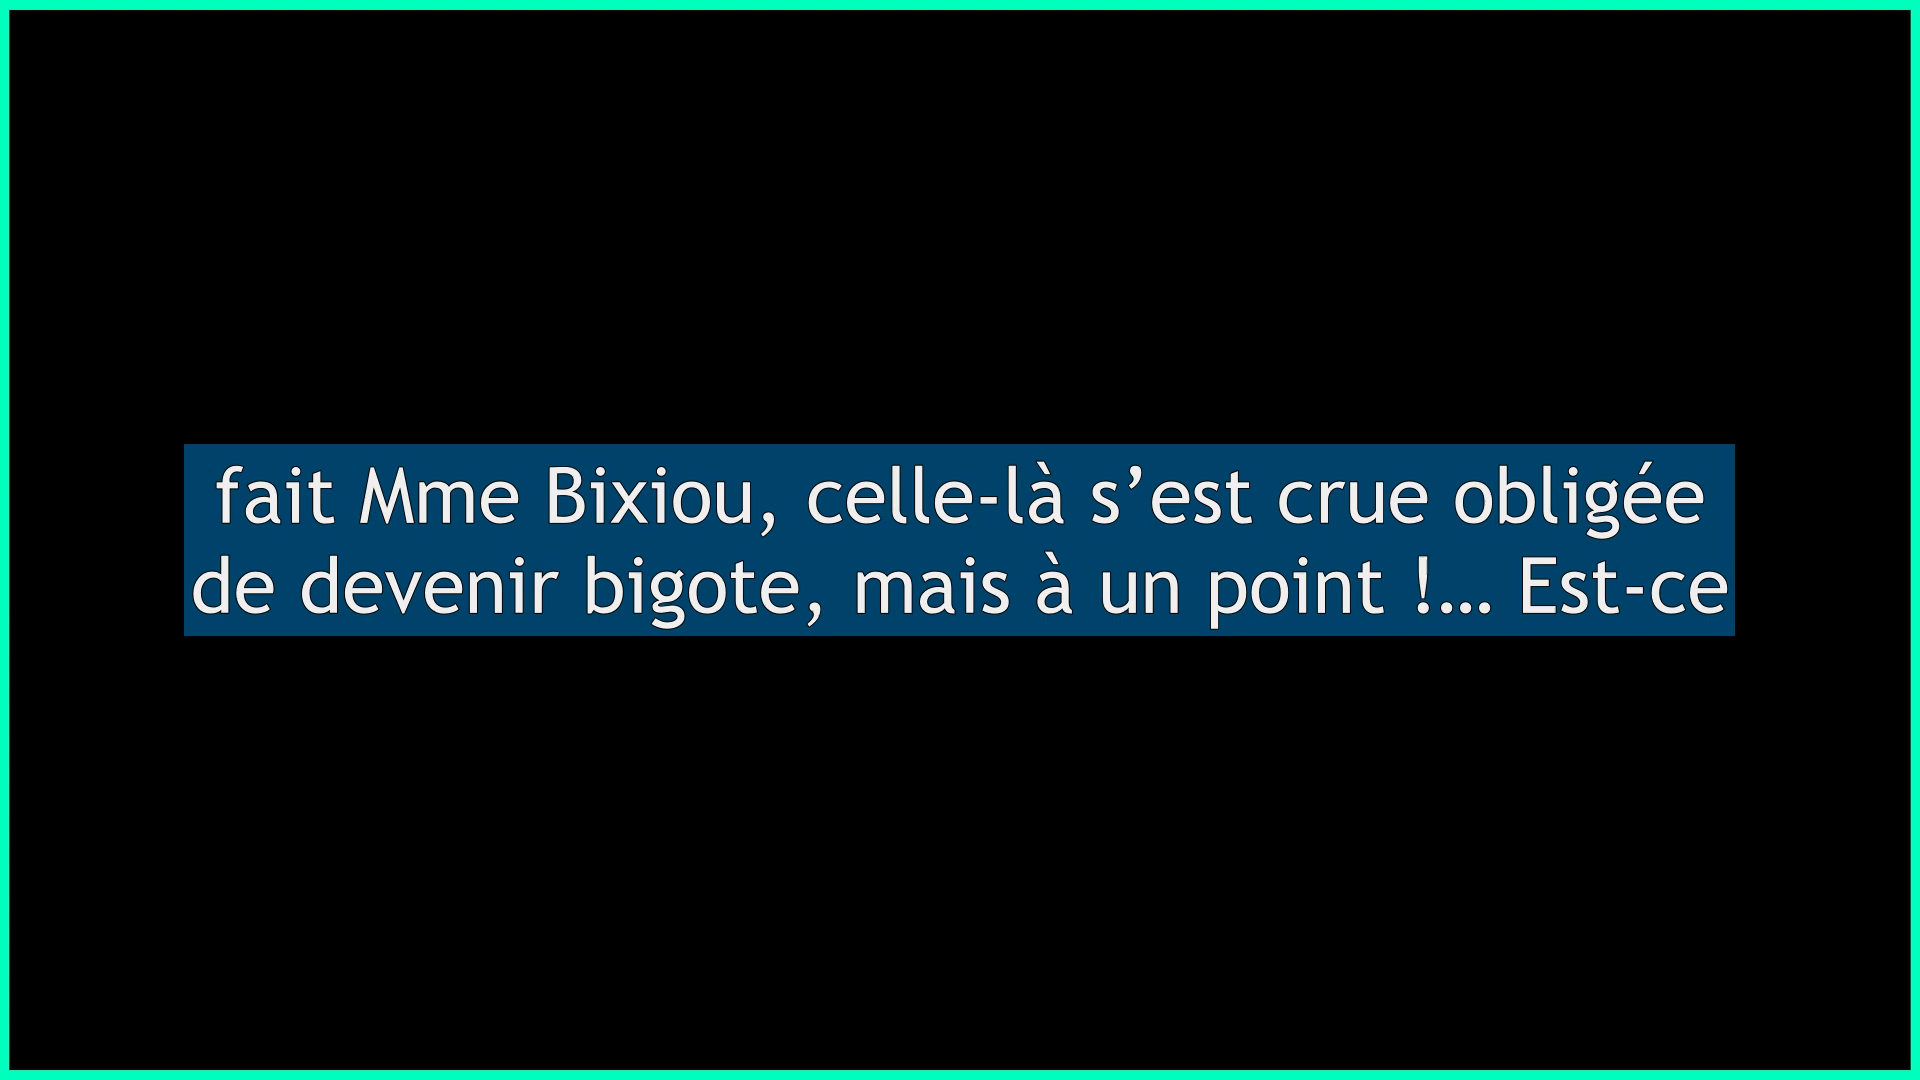 fait Mme Bixiou, celle-là s’est crue obligée
de devenir bigote, mais à un point !… Est-ce